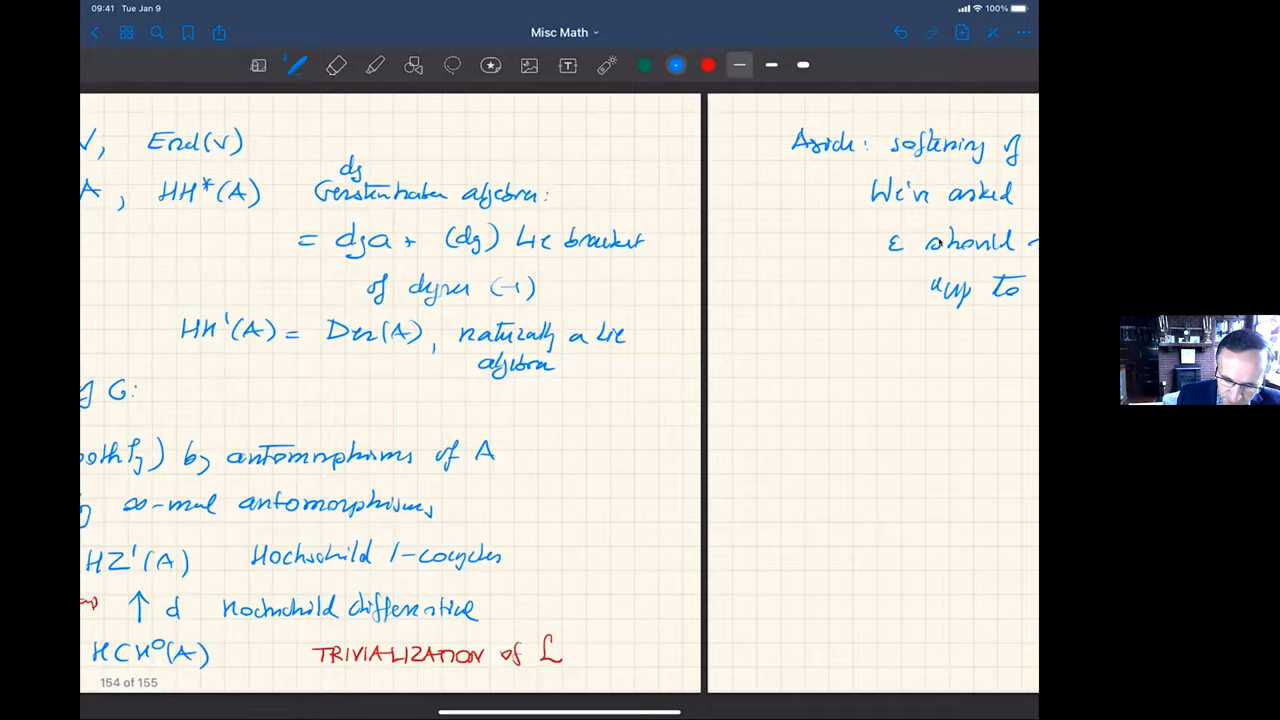 09:41 Tue Jan 9
100%
Misc Math
V, End(V)
A, HH*(A) dg Gerstenhaber algebra:
= dga + (dg) Lie bracket
of degree (-1)
HH¹(A) = Der(A), naturally a Lie
algebra
G:
) by automorphisms of A
∞-mal automorphisms
HZ¹(A) Hochschild 1-cocycles
↑ d Hochschild differential
HCH⁰(A) TRIVIALIZATION of L
154 of 155
Aside: softening of
We've asked
ε should
"up to